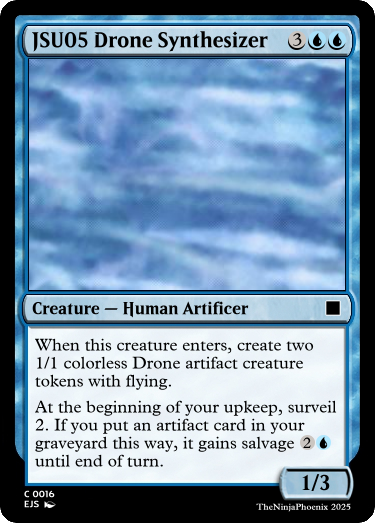 JSU05 Drone Synthesizer 3
Creature — Human Artificer
When this creature enters, create two
1/1 colorless Drone artifact creature
tokens with flying.
At the beginning of your upkeep, surveil
2. If you put an artifact card in your
graveyard this way, it gains salvage 2
until end of turn.
1/3
C 0016
EJS
TheNinjaPhoenix 2025